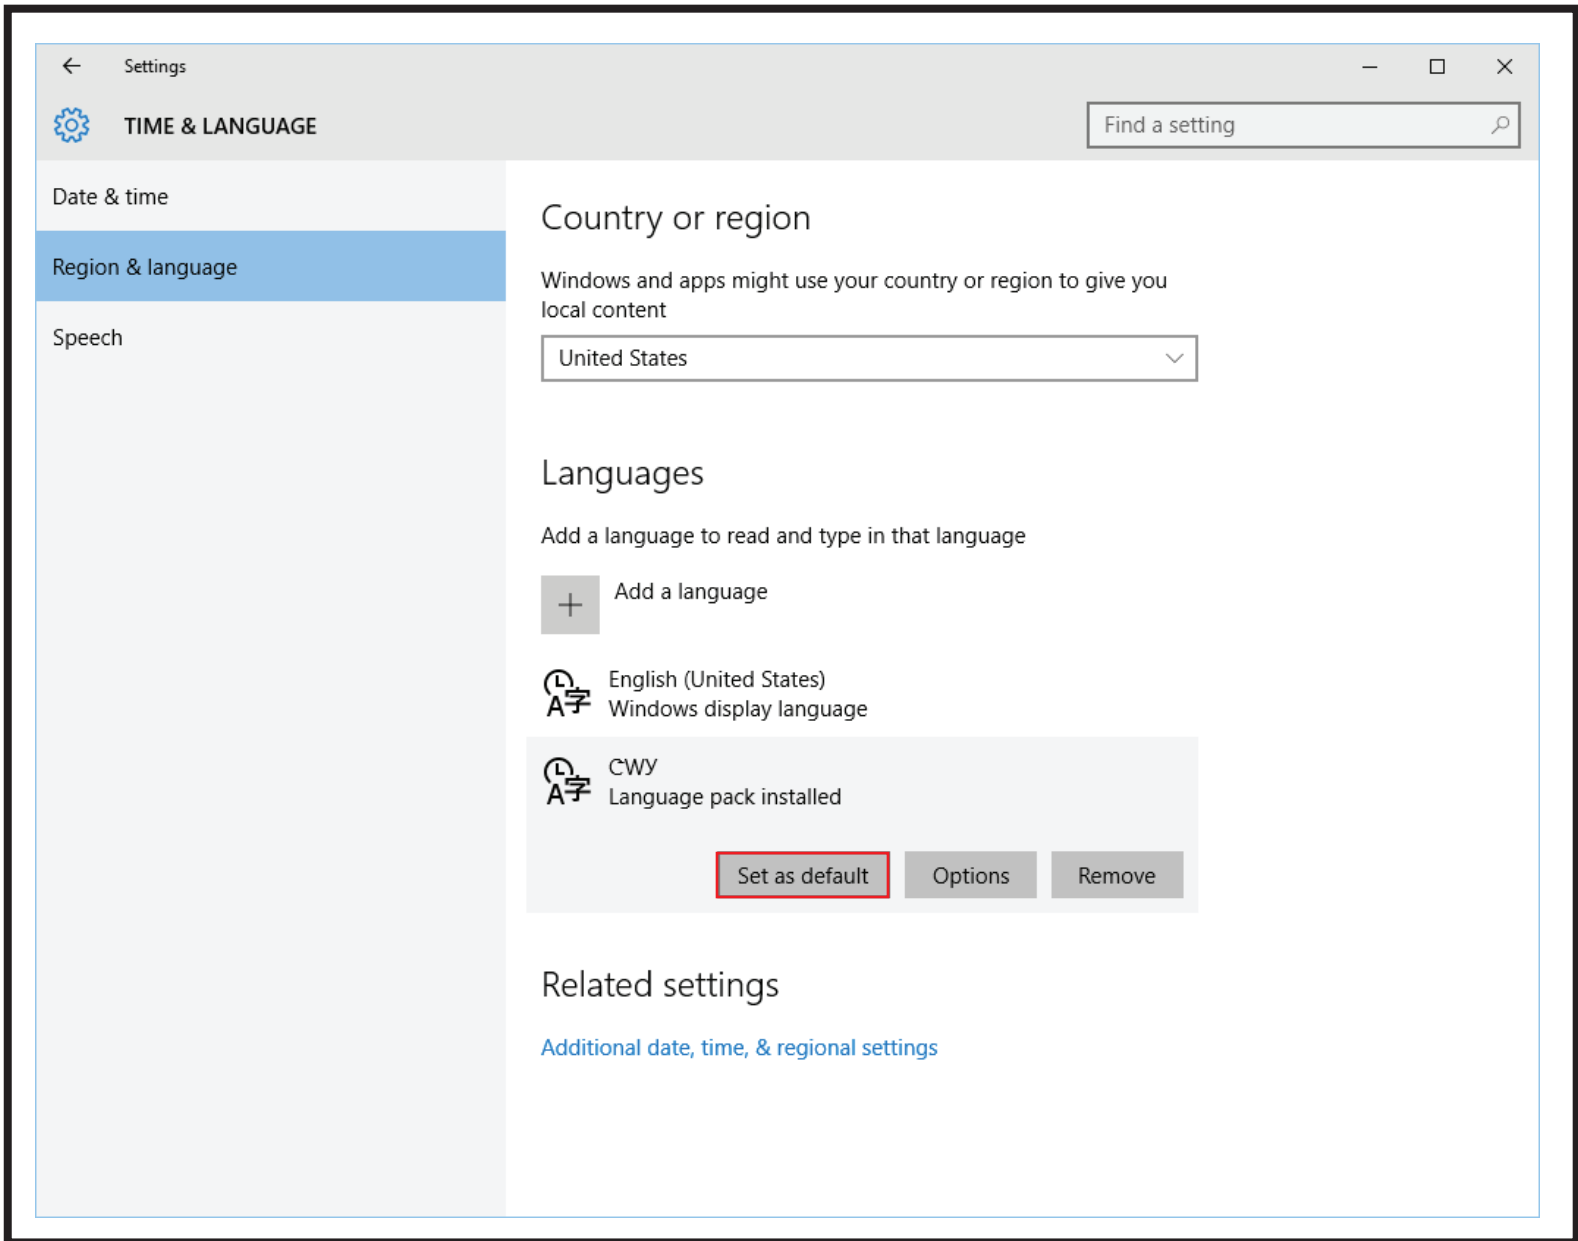 Settings
TIME & LANGUAGE
Find a setting
Date & time
Region & language
Speech
Country or region
Windows and apps might use your country or region to give you
local content
United States
Languages
Add a language to read and type in that language
Add a language
English (United States)
Windows display language
ᏣᎳᎩ
Language pack installed
Set as default
Options
Remove
Related settings
Additional date, time, & regional settings